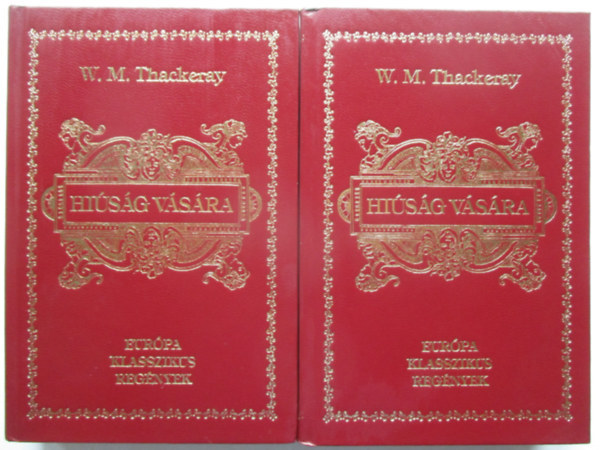 W. M. Thackeray
HIÚSÁG VÁSÁRA
EURÓPA
KLASSZIKUS
REGÉNYEK
W. M. Thackeray
HIÚSÁG VÁSÁRA
EURÓPA
KLASSZIKUS
REGÉNYEK